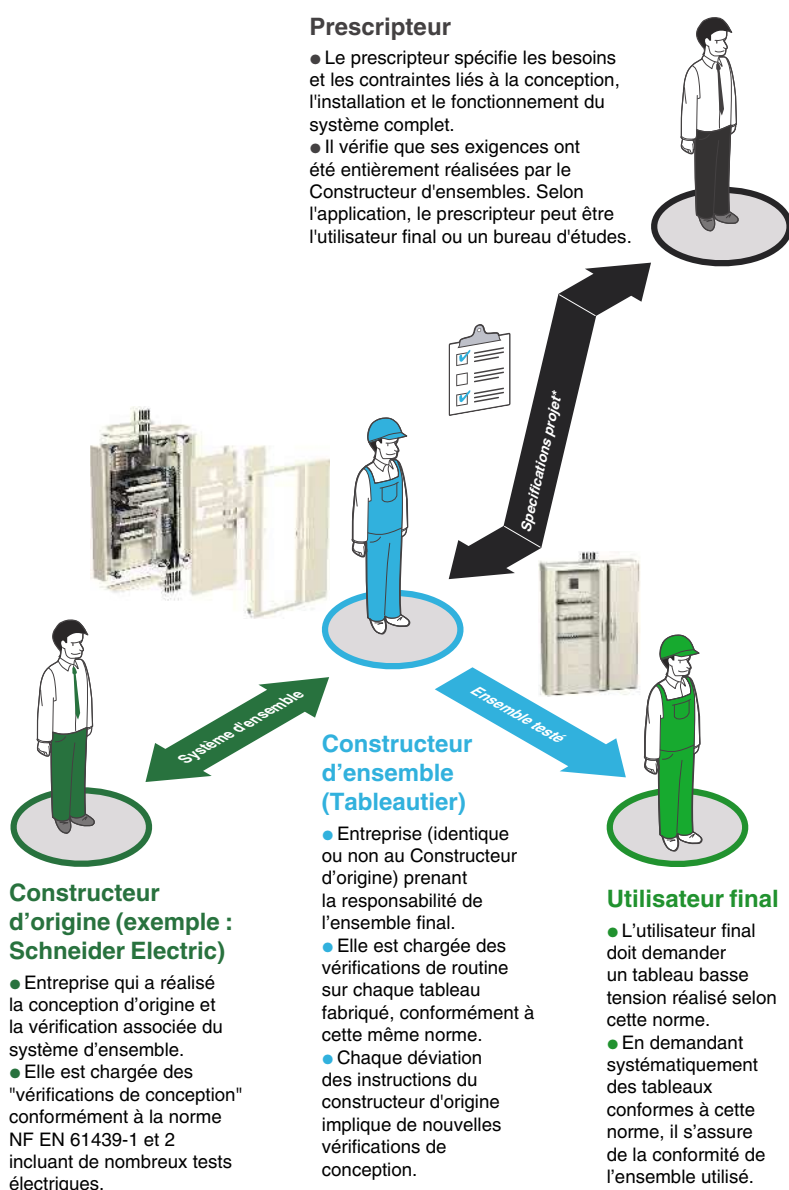 Prescripteur
● Le prescripteur spécifie les besoins
et les contraintes liés à la conception,
l'installation et le fonctionnement du
système complet.
● Il vérifie que ses exigences ont
été entièrement réalisées par le
Constructeur d'ensembles. Selon
l'application, le prescripteur peut être
l'utilisateur final ou un bureau d'études.
Specifications projet*
Système d'ensemble
Ensemble testé
Constructeur
d’origine (exemple :
Schneider Electric)
● Entreprise qui a réalisé
la conception d’origine et
la vérification associée du
système d’ensemble.
● Elle est chargée des
"vérifications de conception"
conformément à la norme
NF EN 61439-1 et 2
incluant de nombreux tests
électriques.
Constructeur
d’ensemble
(Tableautier)
● Entreprise (identique
ou non au Constructeur
d’origine) prenant
la responsabilité de
l’ensemble final.
● Elle est chargée des
vérifications de routine
sur chaque tableau
fabriqué, conformément à
cette même norme.
● Chaque déviation
des instructions du
constructeur d'origine
implique de nouvelles
vérifications de
conception.
Utilisateur final
● L’utilisateur final
doit demander
un tableau basse
tension réalisé selon
cette norme.
● En demandant
systématiquement
des tableaux
conformes à cette
norme, il s’assure
de la conformité de
l’ensemble utilisé.